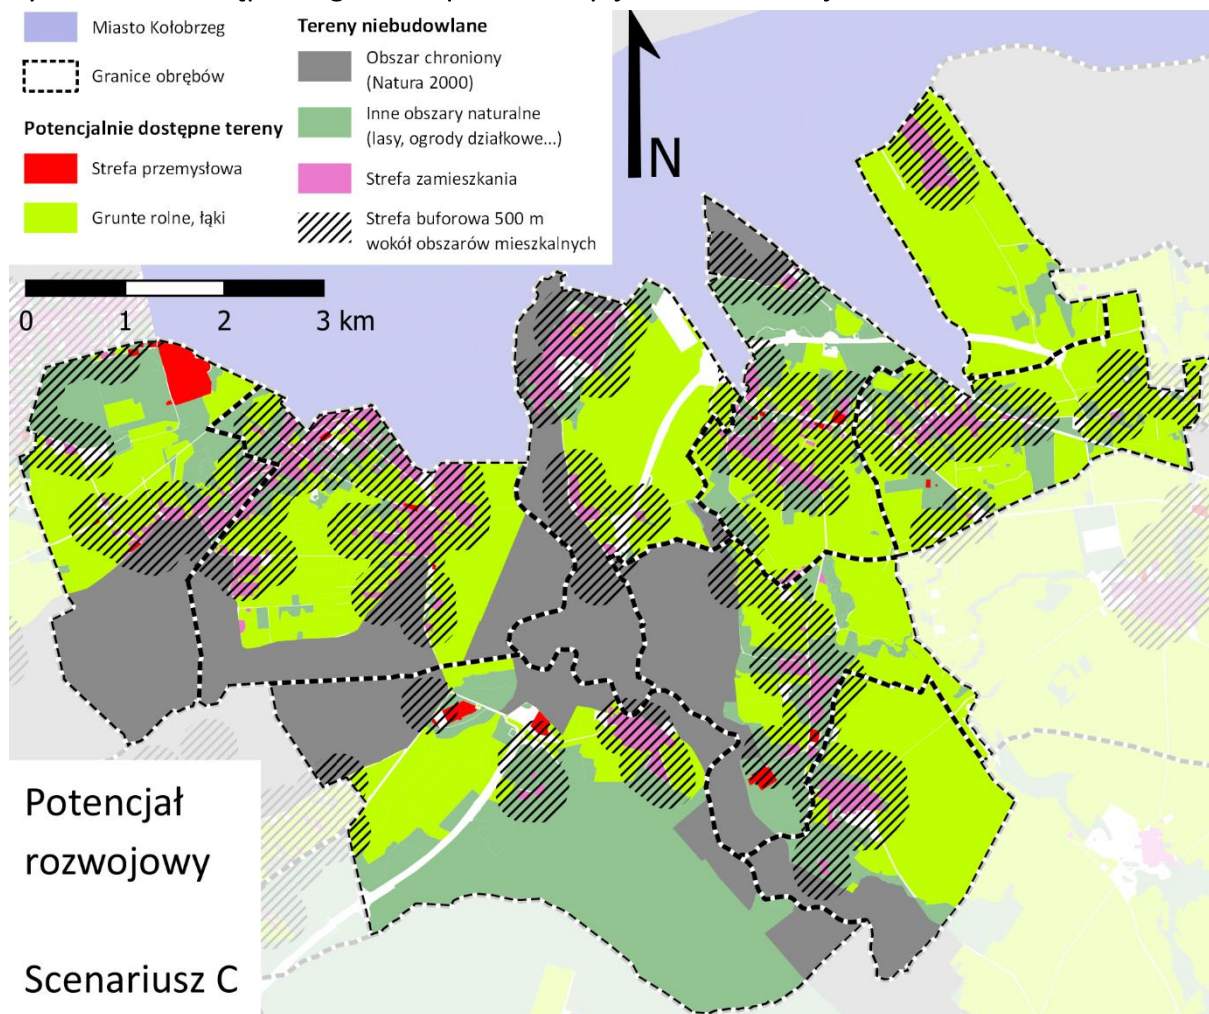 Miasto Kołobrzeg
Granice obrębów
Potencjalnie dostępne tereny
Strefa przemysłowa
Grunte rolne, łąki
Tereny niebudowlane
Obszar chroniony
(Natura 2000)
Inne obszary naturalne
(lasy, ogrody działkowe...)
Strefa zamieszkania
Strefa buforowa 500 m
wokół obszarów mieszkalnych
N
0 1 2 3 km
Potencjał
rozwojowy
Scenariusz C